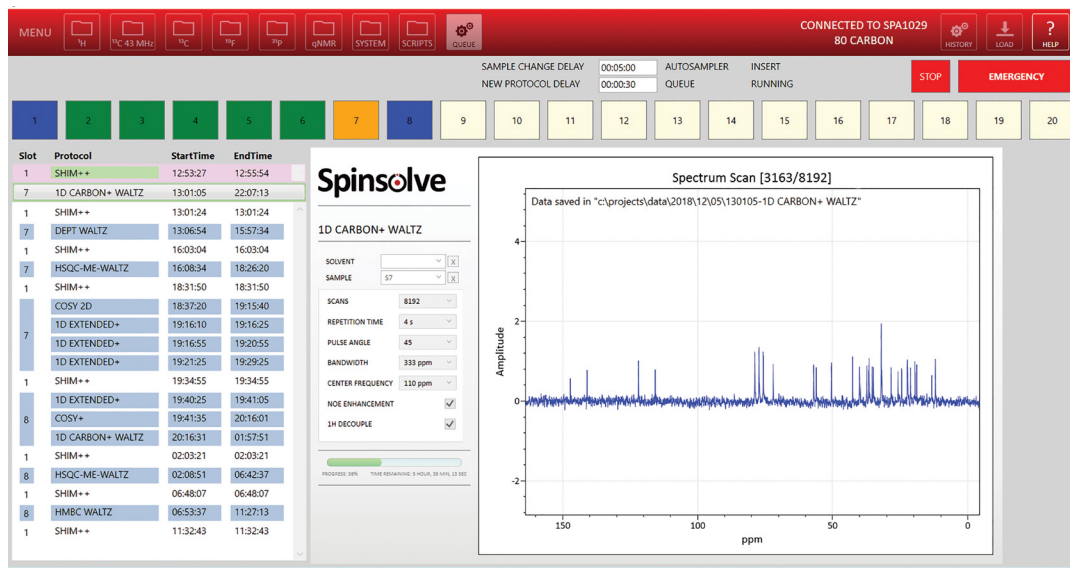 MENU
¹H
¹³C 43 MHz
¹³C
¹⁹F
³¹P
qNMR
SYSTEM
SCRIPTS
QUEUE
CONNECTED TO SPA1029
80 CARBON
HISTORY
LOAD
?
HELP
SAMPLE CHANGE DELAY 00:05:00 AUTOSAMPLER INSERT
NEW PROTOCOL DELAY 00:00:30 QUEUE RUNNING
STOP
EMERGENCY
1 2 3 4 5 6 7 8 9 10 11 12 13 14 15 16 17 18 19 20
Slot Protocol StartTime EndTime
1 SHIM++ 12:53:27 12:55:54
7 1D CARBON+ WALTZ 13:01:05 22:07:13
1 SHIM++ 13:01:24 13:01:24
7 DEPT WALTZ 13:06:54 15:57:34
1 SHIM++ 16:03:04 16:03:04
7 HSQC-ME-WALTZ 16:08:34 18:26:20
1 SHIM++ 18:31:50 18:31:50
7
COSY 2D 18:37:20 19:15:40
1D EXTENDED+ 19:16:10 19:16:25
1D EXTENDED+ 19:16:55 19:20:55
1D EXTENDED+ 19:21:25 19:29:25
1 SHIM++ 19:34:55 19:34:55
8
1D EXTENDED+ 19:40:25 19:41:05
COSY+ 19:41:35 20:16:01
1D CARBON+ WALTZ 20:16:31 01:57:51
1 SHIM++ 02:03:21 02:03:21
8 HSQC-ME-WALTZ 02:08:51 06:42:37
1 SHIM++ 06:48:07 06:48:07
8 HMBC WALTZ 06:53:37 11:27:13
1 SHIM++ 11:32:43 11:32:43
Spinsolve
1D CARBON+ WALTZ
SOLVENT X
SAMPLE S7 X
SCANS 8192
REPETITION TIME 4 s
PULSE ANGLE 45
BANDWIDTH 333 ppm
CENTER FREQUENCY 110 ppm
NOE ENHANCEMENT
1H DECOUPLE
PROGRESS: 38% TIME REMAINING: 5 HOUR, 35 MIN, 13 SEC
Spectrum Scan [3163/8192]
Data saved in "c:\projects\data\2018\12\05\130105-1D CARBON+ WALTZ"
Amplitude
4
2
0
-2
150 100 50 0
ppm